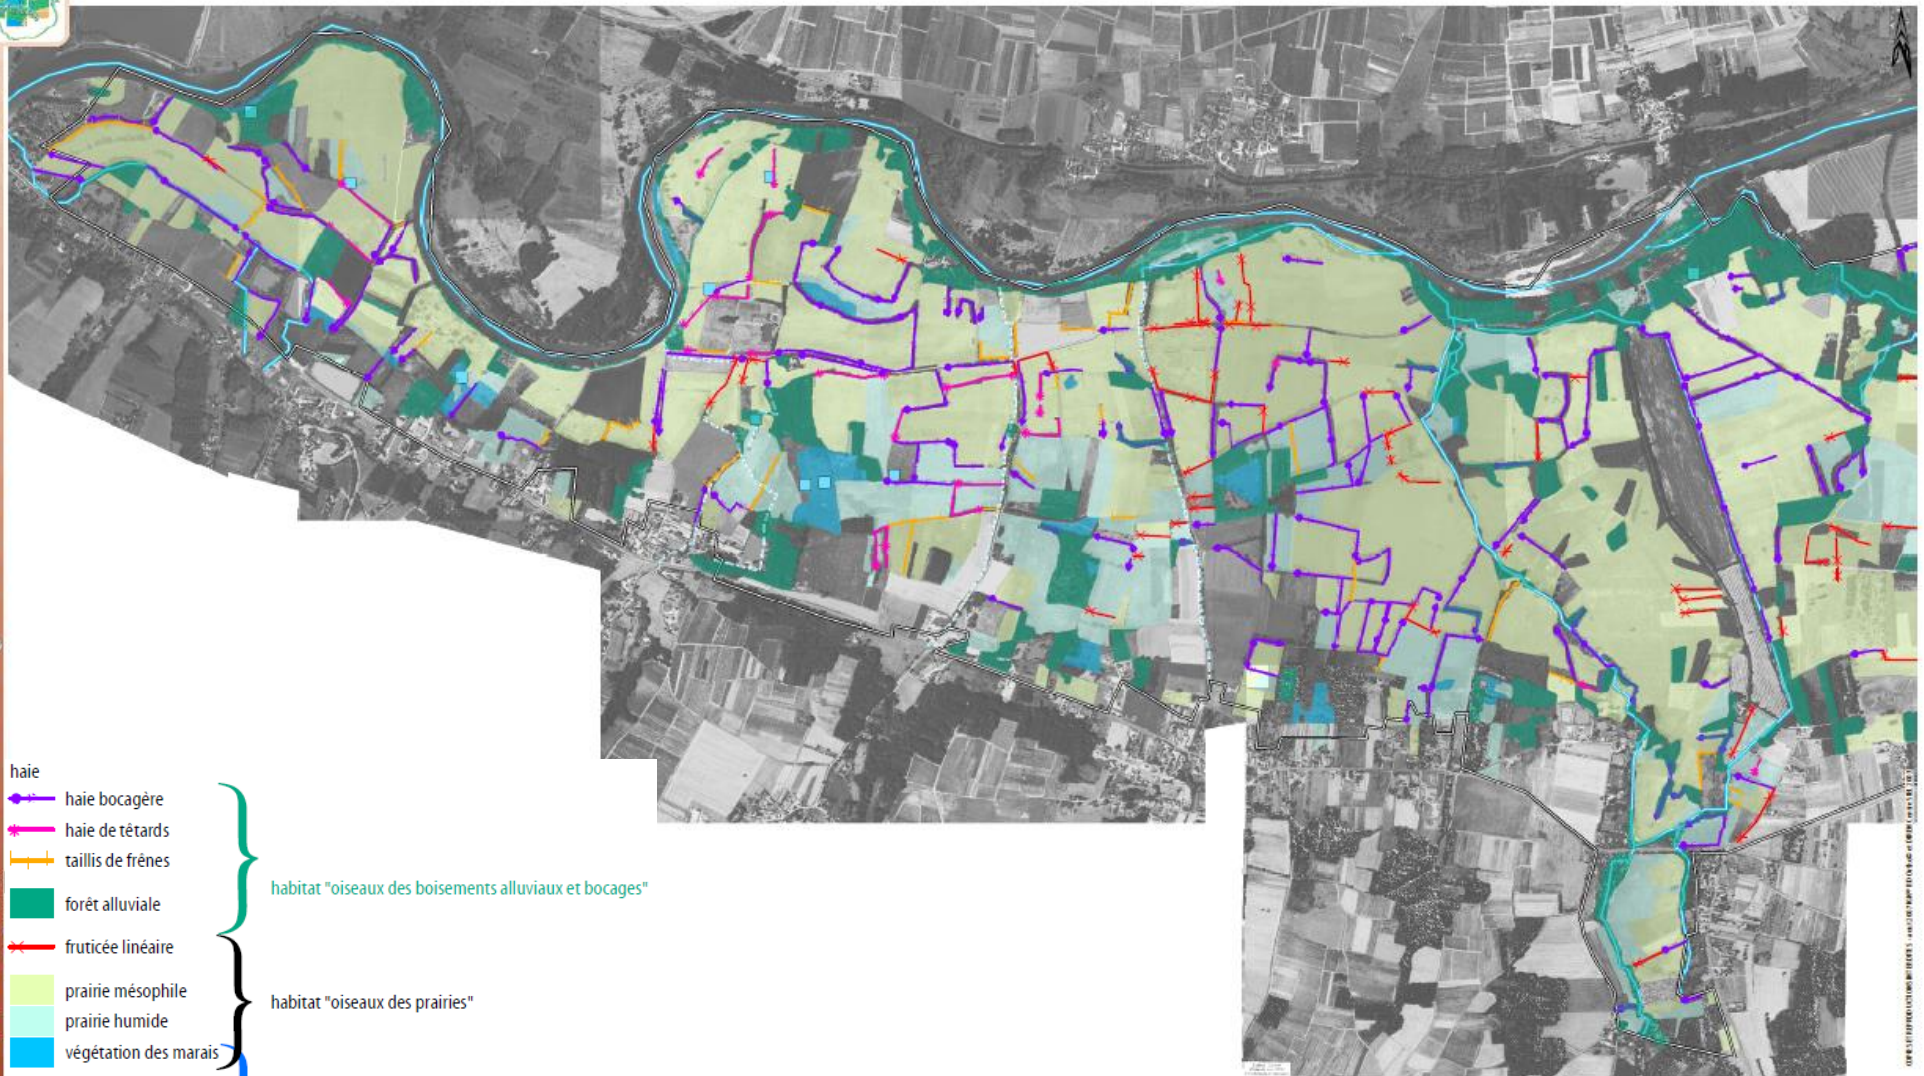 haie
haie bocagère
haie de têtards
taillis de frênes
forêt alluviale
habitat "oiseaux des boisements alluviaux et bocages"
fruticée linéaire
prairie mésophile
prairie humide
végétation des marais
habitat "oiseaux des prairies"